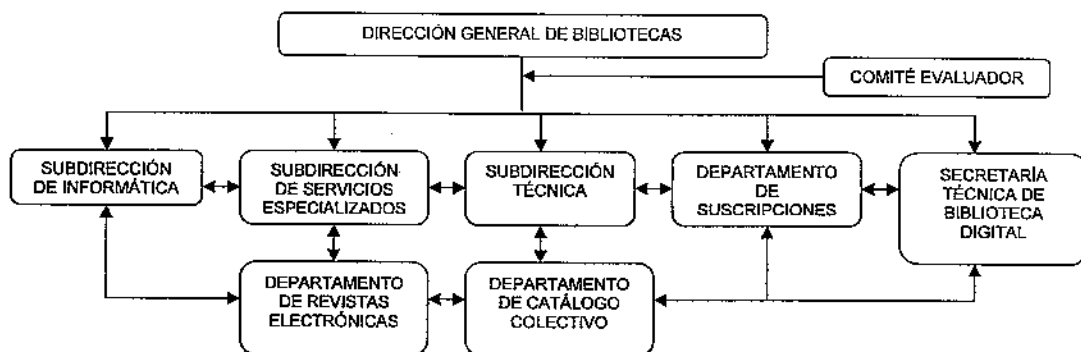 DIRECCIÓN GENERAL DE BIBLIOTECAS
COMITÉ EVALUADOR
SUBDIRECCIÓN
DE INFORMÁTICA
SUBDIRECCIÓN
DE SERVICIOS
ESPECIALIZADOS
SUBDIRECCIÓN
TÉCNICA
DEPARTAMENTO
DE
SUSCRIPCIONES
SECRETARÍA
TÉCNICA DE
BIBLIOTECA
DIGITAL
DEPARTAMENTO
DE REVISTAS
ELECTRÓNICAS
DEPARTAMENTO
DE CATÁLOGO
COLECTIVO